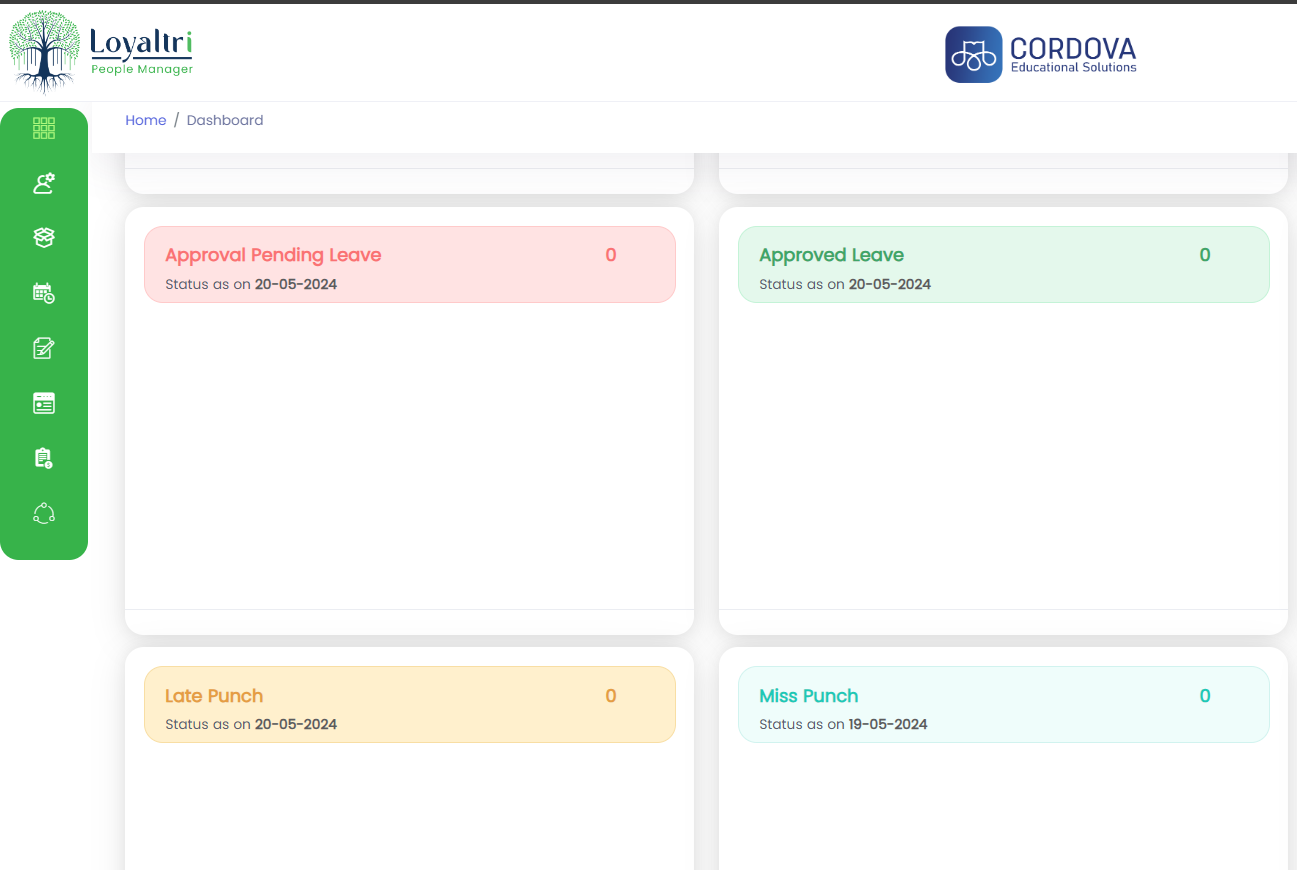 Loyaltri
People Manager
CORDOVA
Educational Solutions
Home / Dashboard
Approval Pending Leave 0
Status as on 20-05-2024
Approved Leave 0
Status as on 20-05-2024
Late Punch 0
Status as on 20-05-2024
Miss Punch 0
Status as on 19-05-2024